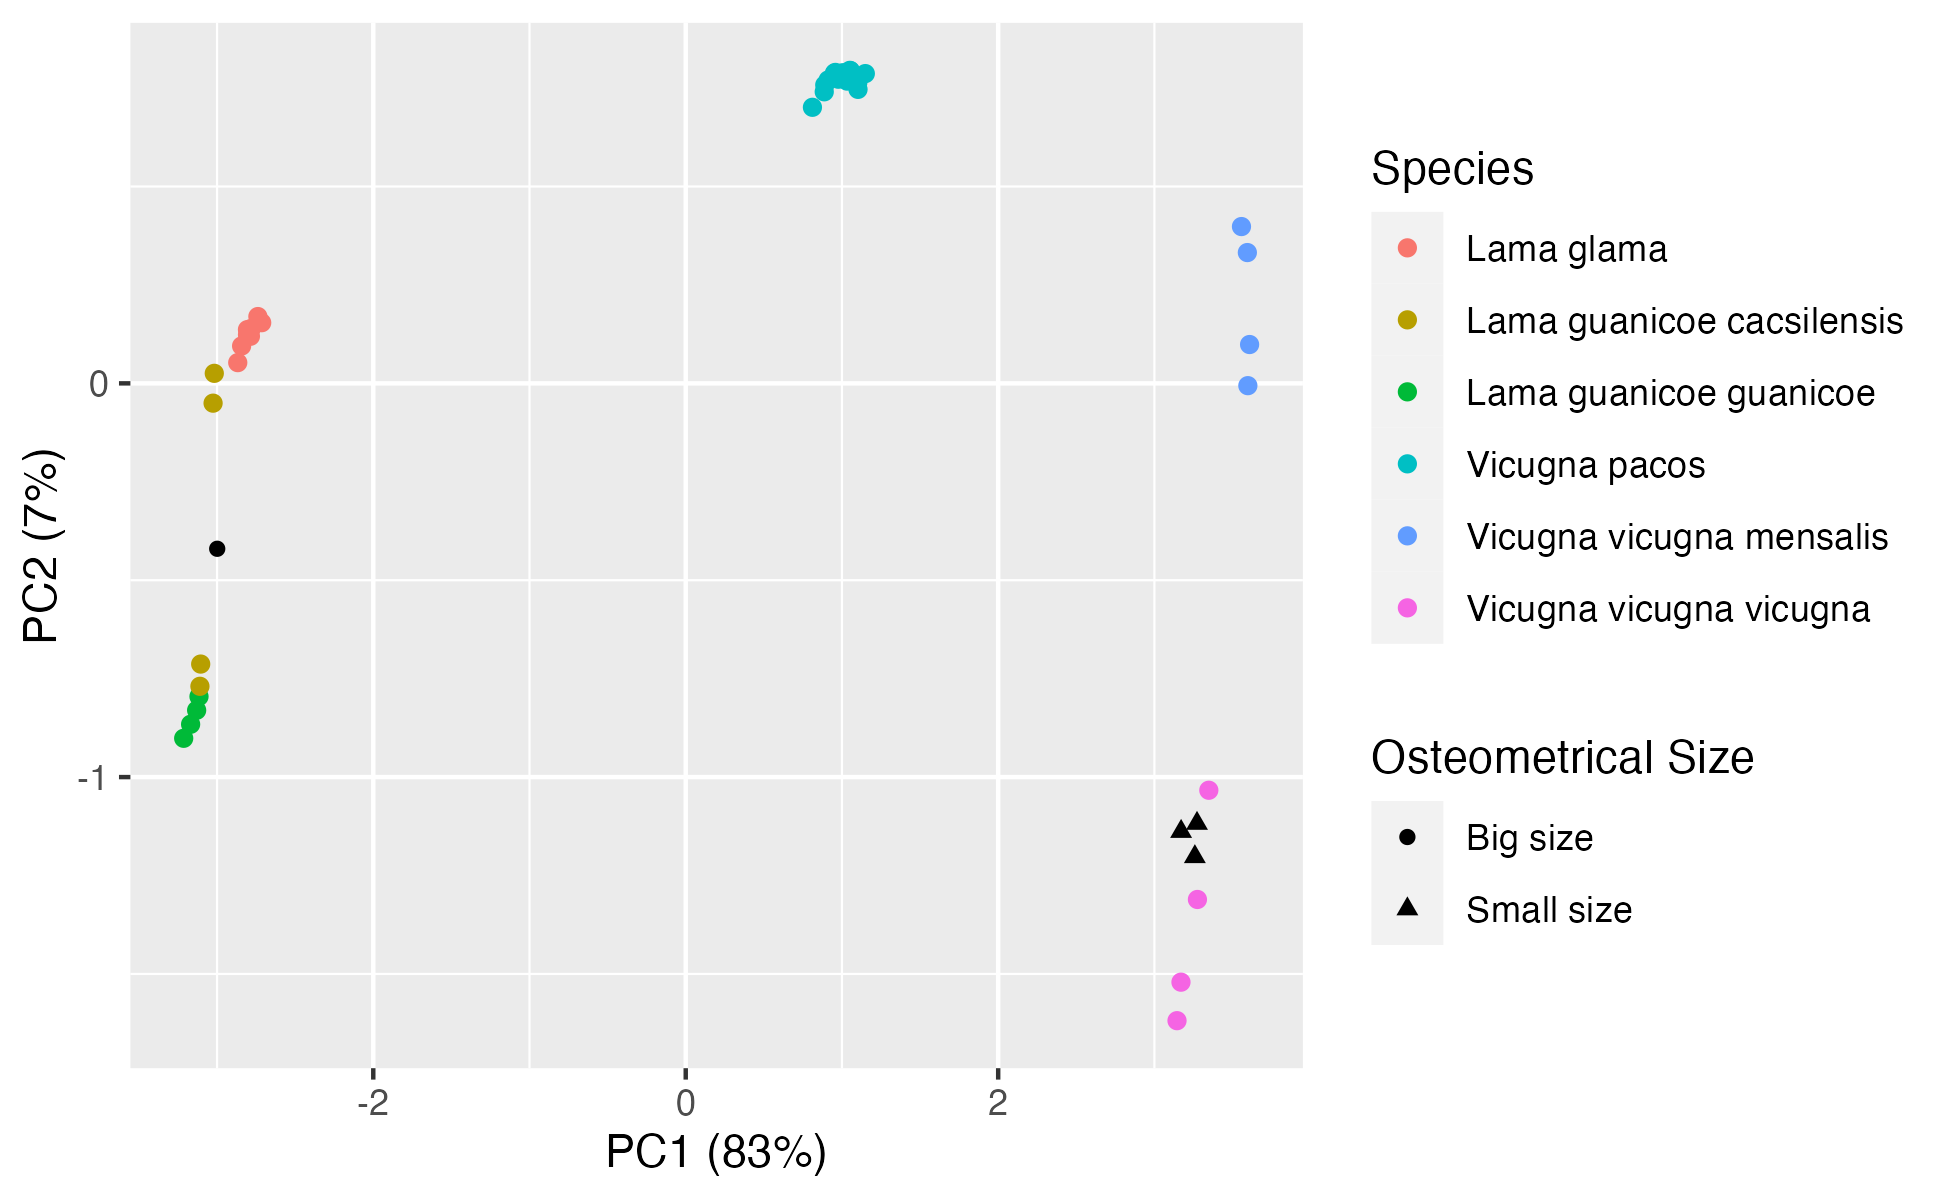 0
-1
PC2 (7%)
-2
0
2
PC1 (83%)
Species
Lama glama
Lama guanicoe cacsilensis
Lama guanicoe guanicoe
Vicugna pacos
Vicugna vicugna mensalis
Vicugna vicugna vicugna
Osteometrical Size
Big size
Small size